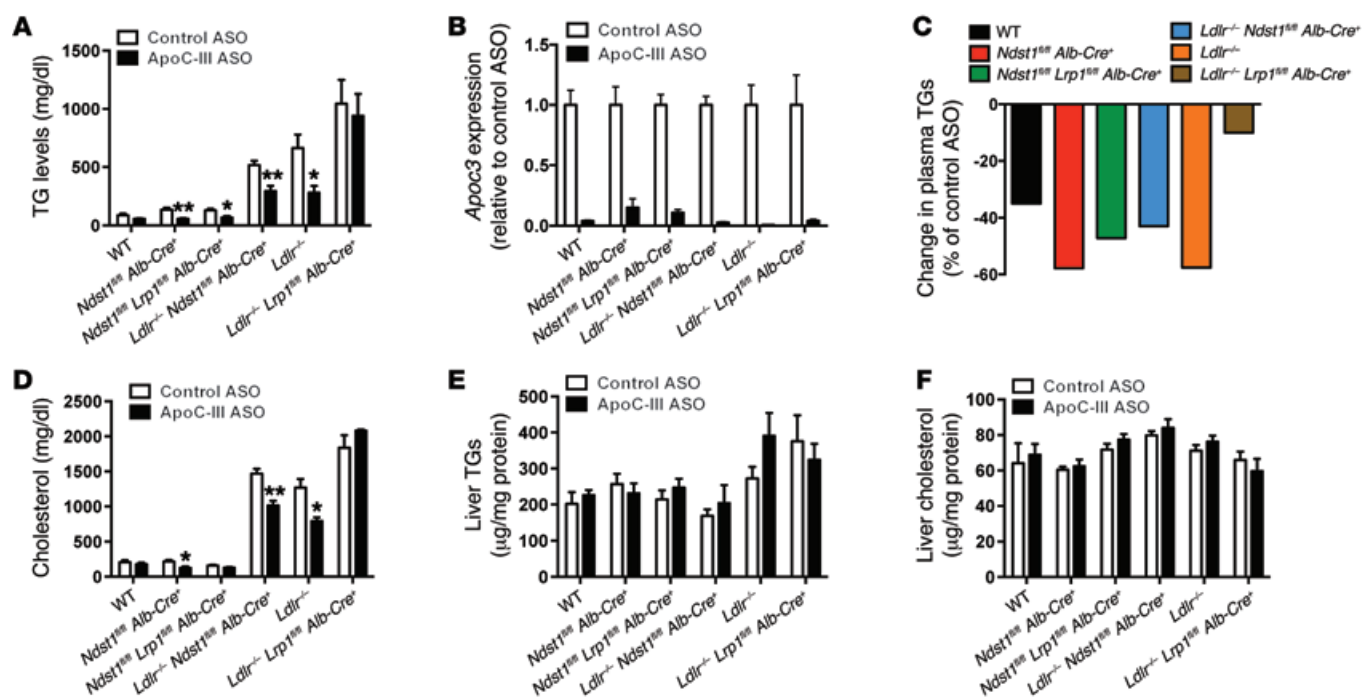 A
Control ASO
ApoC-III ASO
TG levels (mg/dl)
1500
1000
500
0
WT
Ndst1fl/fl Alb-Cre+
Ndst1fl/fl Lrp1fl/fl Alb-Cre+
Ldlr–/– Ndst1fl/fl Alb-Cre+
Ldlr–/–
Ldlr–/– Lrp1fl/fl Alb-Cre+
**
*
**
*
B
Control ASO
ApoC-III ASO
Apoc3 expression
(relative to control ASO)
1.5
1.0
0.5
0.0
WT
Ndst1fl/fl Alb-Cre+
Ndst1fl/fl Lrp1fl/fl Alb-Cre+
Ldlr–/– Ndst1fl/fl Alb-Cre+
Ldlr–/–
Ldlr–/– Lrp1fl/fl Alb-Cre+
C
WT
Ndst1fl/fl Alb-Cre+
Ndst1fl/fl Lrp1fl/fl Alb-Cre+
Ldlr–/– Ndst1fl/fl Alb-Cre+
Ldlr–/–
Ldlr–/– Lrp1fl/fl Alb-Cre+
Change in plasma TGs
(% of control ASO)
0
-20
-40
-60
D
Control ASO
ApoC-III ASO
Cholesterol (mg/dl)
2500
2000
1500
1000
500
0
*
**
*
WT
Ndst1fl/fl Alb-Cre+
Ndst1fl/fl Lrp1fl/fl Alb-Cre+
Ldlr–/– Ndst1fl/fl Alb-Cre+
Ldlr–/–
Ldlr–/– Lrp1fl/fl Alb-Cre+
E
Control ASO
ApoC-III ASO
Liver TGs
(µg/mg protein)
500
400
300
200
100
0
WT
Ndst1fl/fl Alb-Cre+
Ndst1fl/fl Lrp1fl/fl Alb-Cre+
Ldlr–/– Ndst1fl/fl Alb-Cre+
Ldlr–/–
Ldlr–/– Lrp1fl/fl Alb-Cre+
F
Control ASO
ApoC-III ASO
Liver cholesterol
(µg/mg protein)
100
80
60
40
20
0
WT
Ndst1fl/fl Alb-Cre+
Ndst1fl/fl Lrp1fl/fl Alb-Cre+
Ldlr–/– Ndst1fl/fl Alb-Cre+
Ldlr–/–
Ldlr–/– Lrp1fl/fl Alb-Cre+